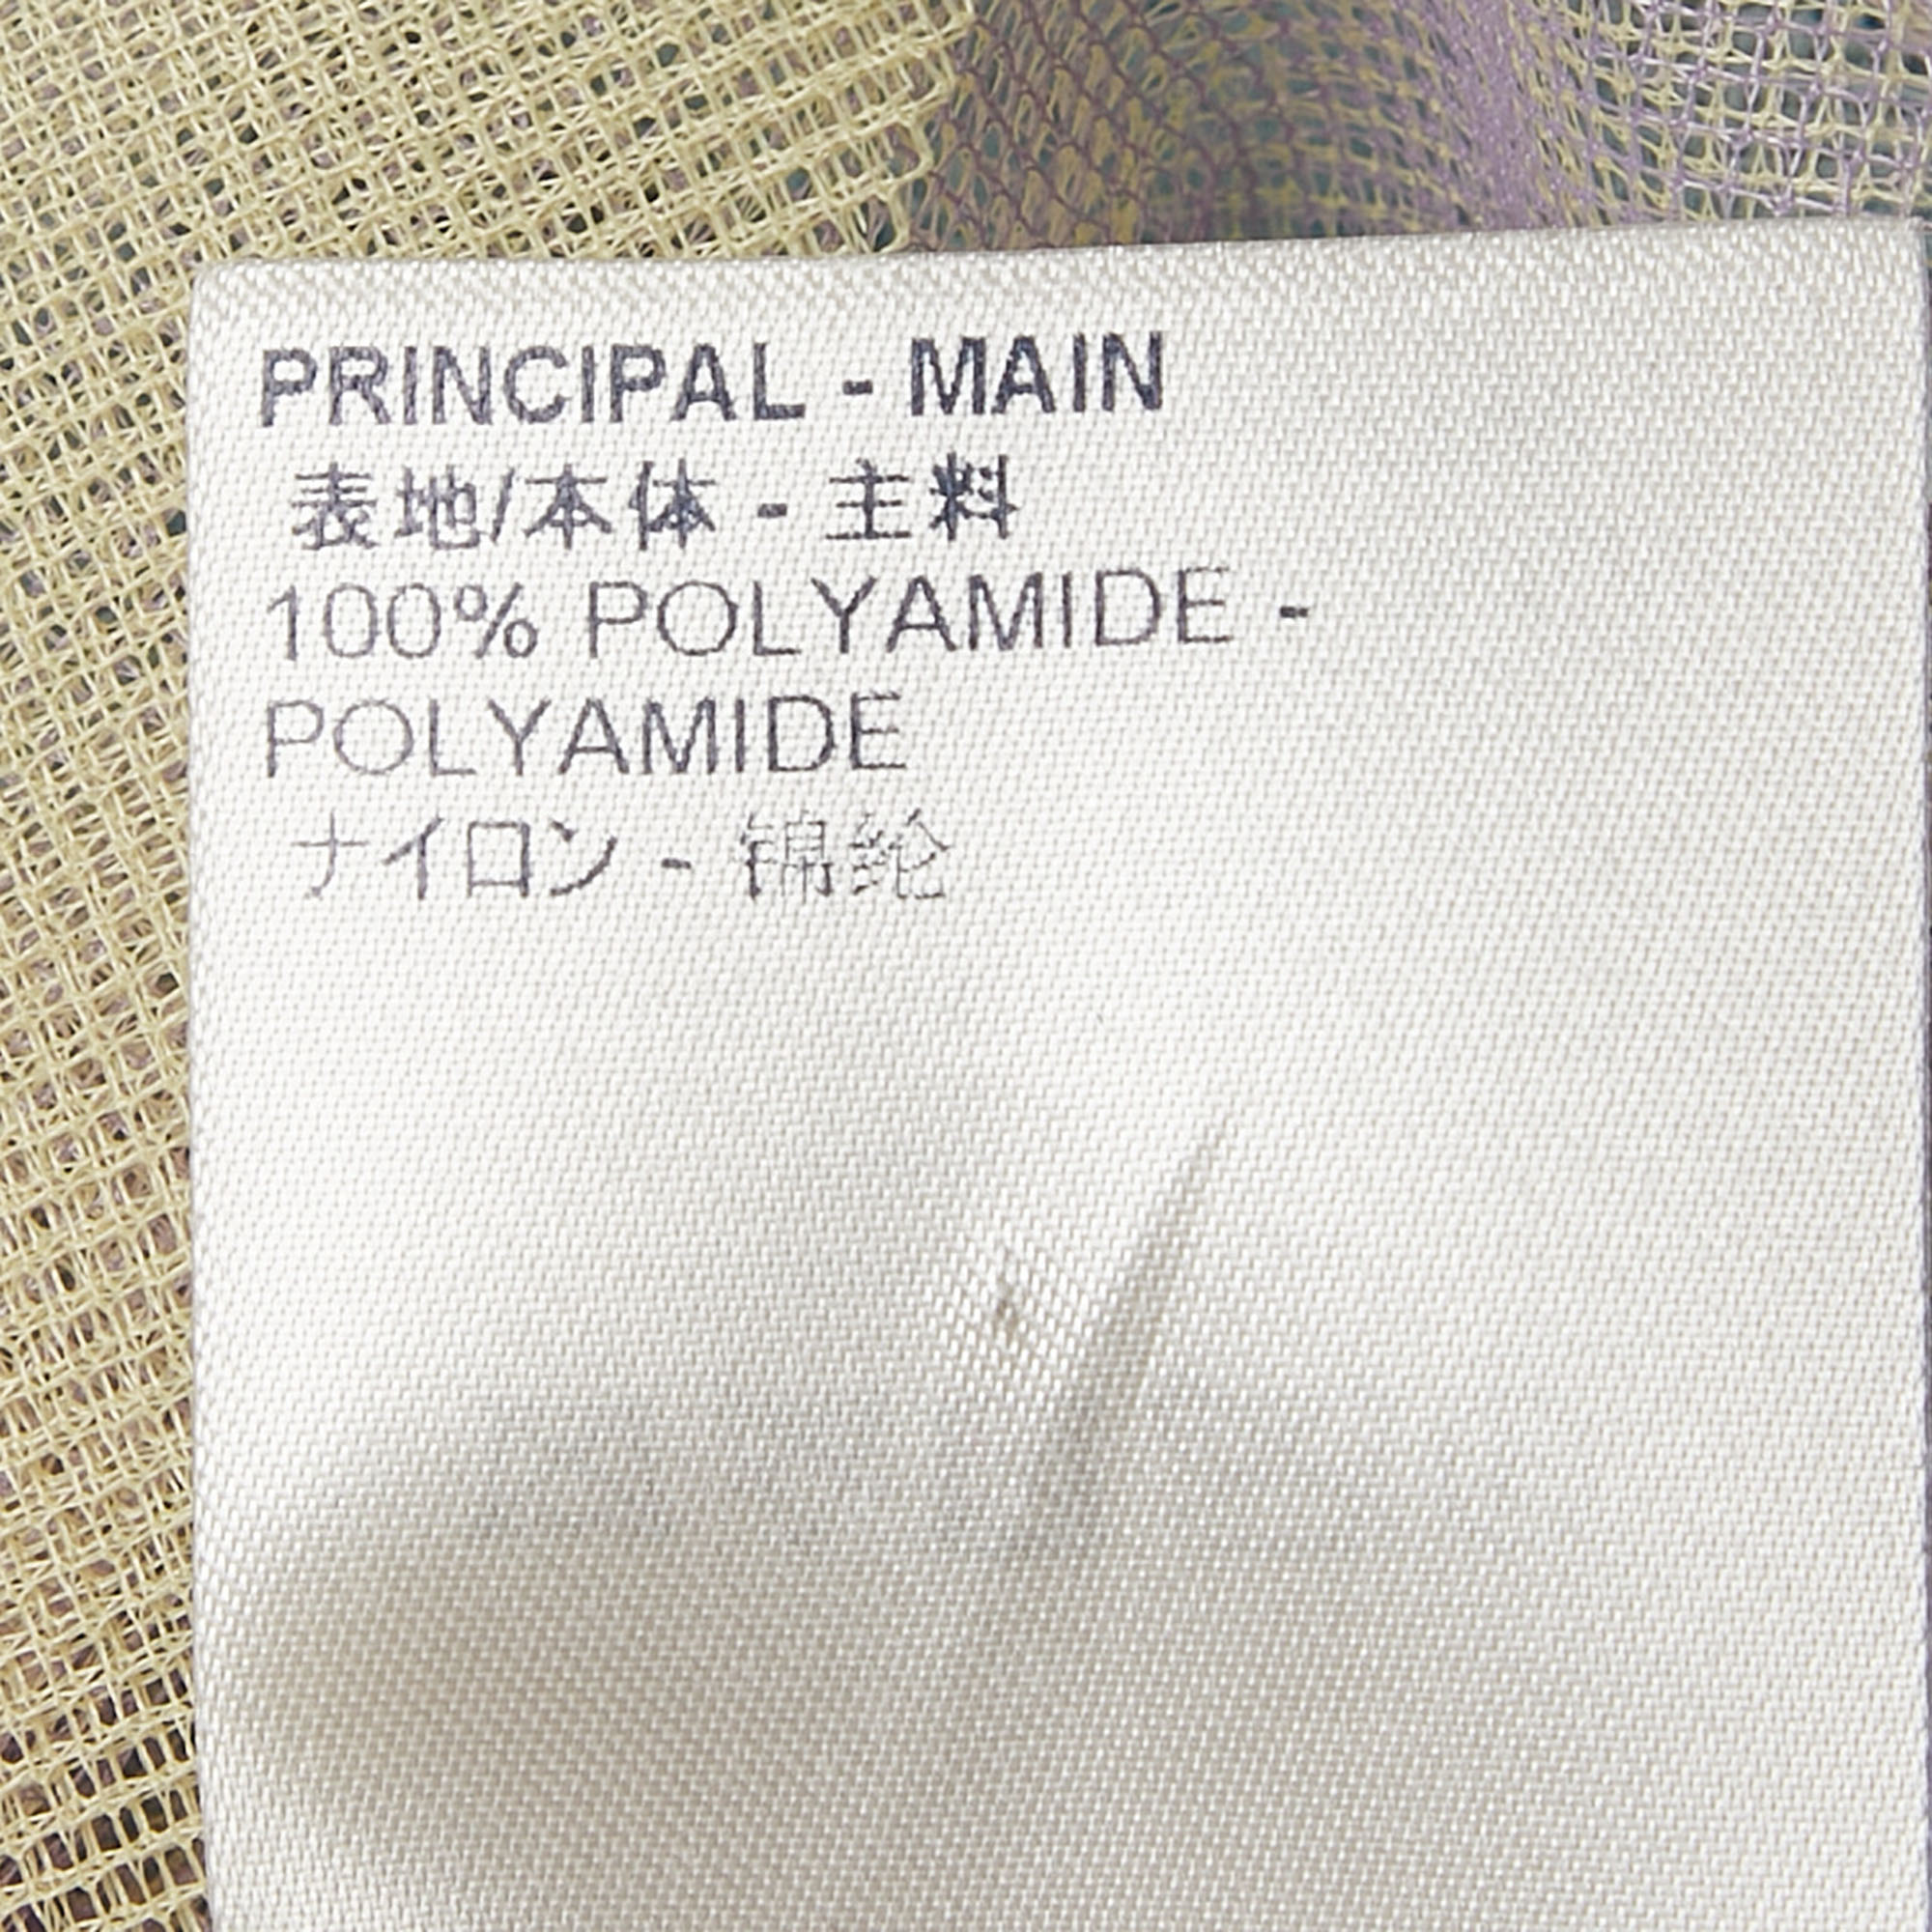 PRINCIPAL - MAIN
表地/本体 - 主料
100% POLYAMIDE -
POLYAMIDE
ナイロン - 锦纶